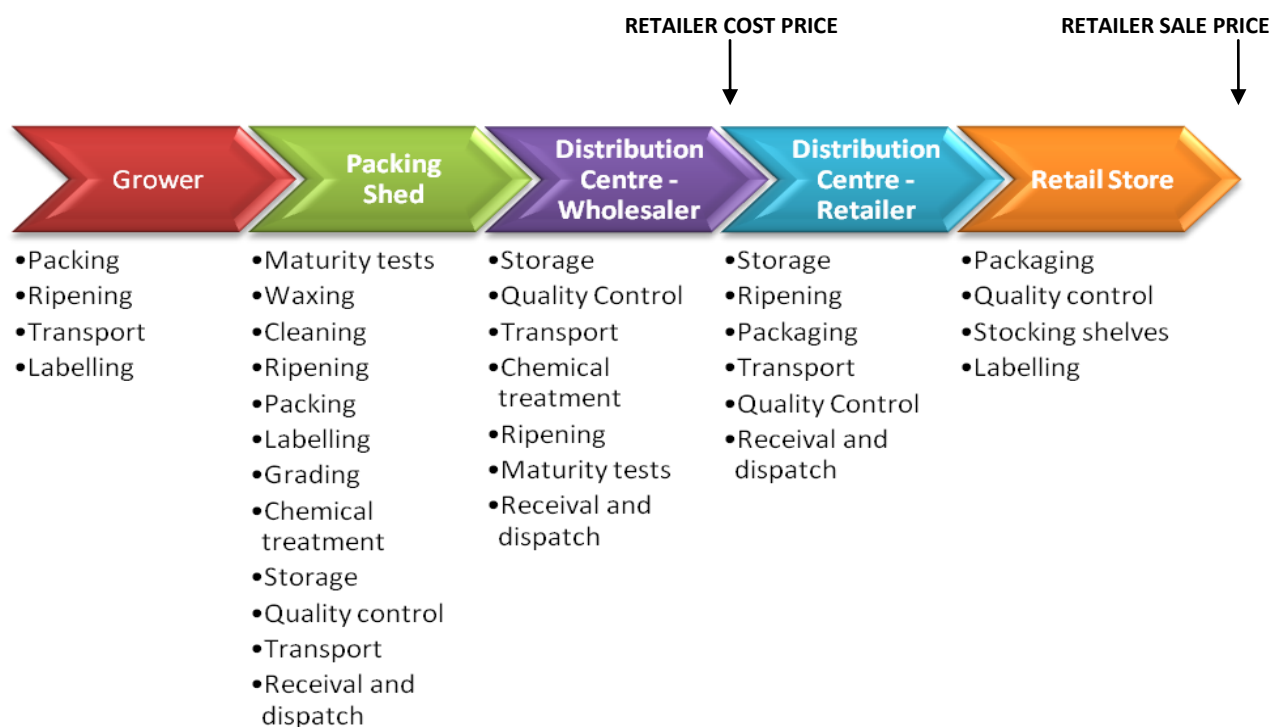 RETAILER COST PRICE
RETAILER SALE PRICE
Grower
Packing
Shed
Distribution
Centre -
Wholesaler
Distribution
Centre -
Retailer
Retail Store
•Packing
•Ripening
•Transport
•Labelling
•Maturity tests
•Waxing
•Cleaning
•Ripening
•Packing
•Labelling
•Grading
•Chemical
treatment
•Storage
•Quality control
•Transport
•Receival and
dispatch
•Storage
•Quality Control
•Transport
•Chemical
treatment
•Ripening
•Maturity tests
•Receival and
dispatch
•Storage
•Ripening
•Packaging
•Transport
•Quality Control
•Receival and
dispatch
•Packaging
•Quality control
•Stocking shelves
•Labelling